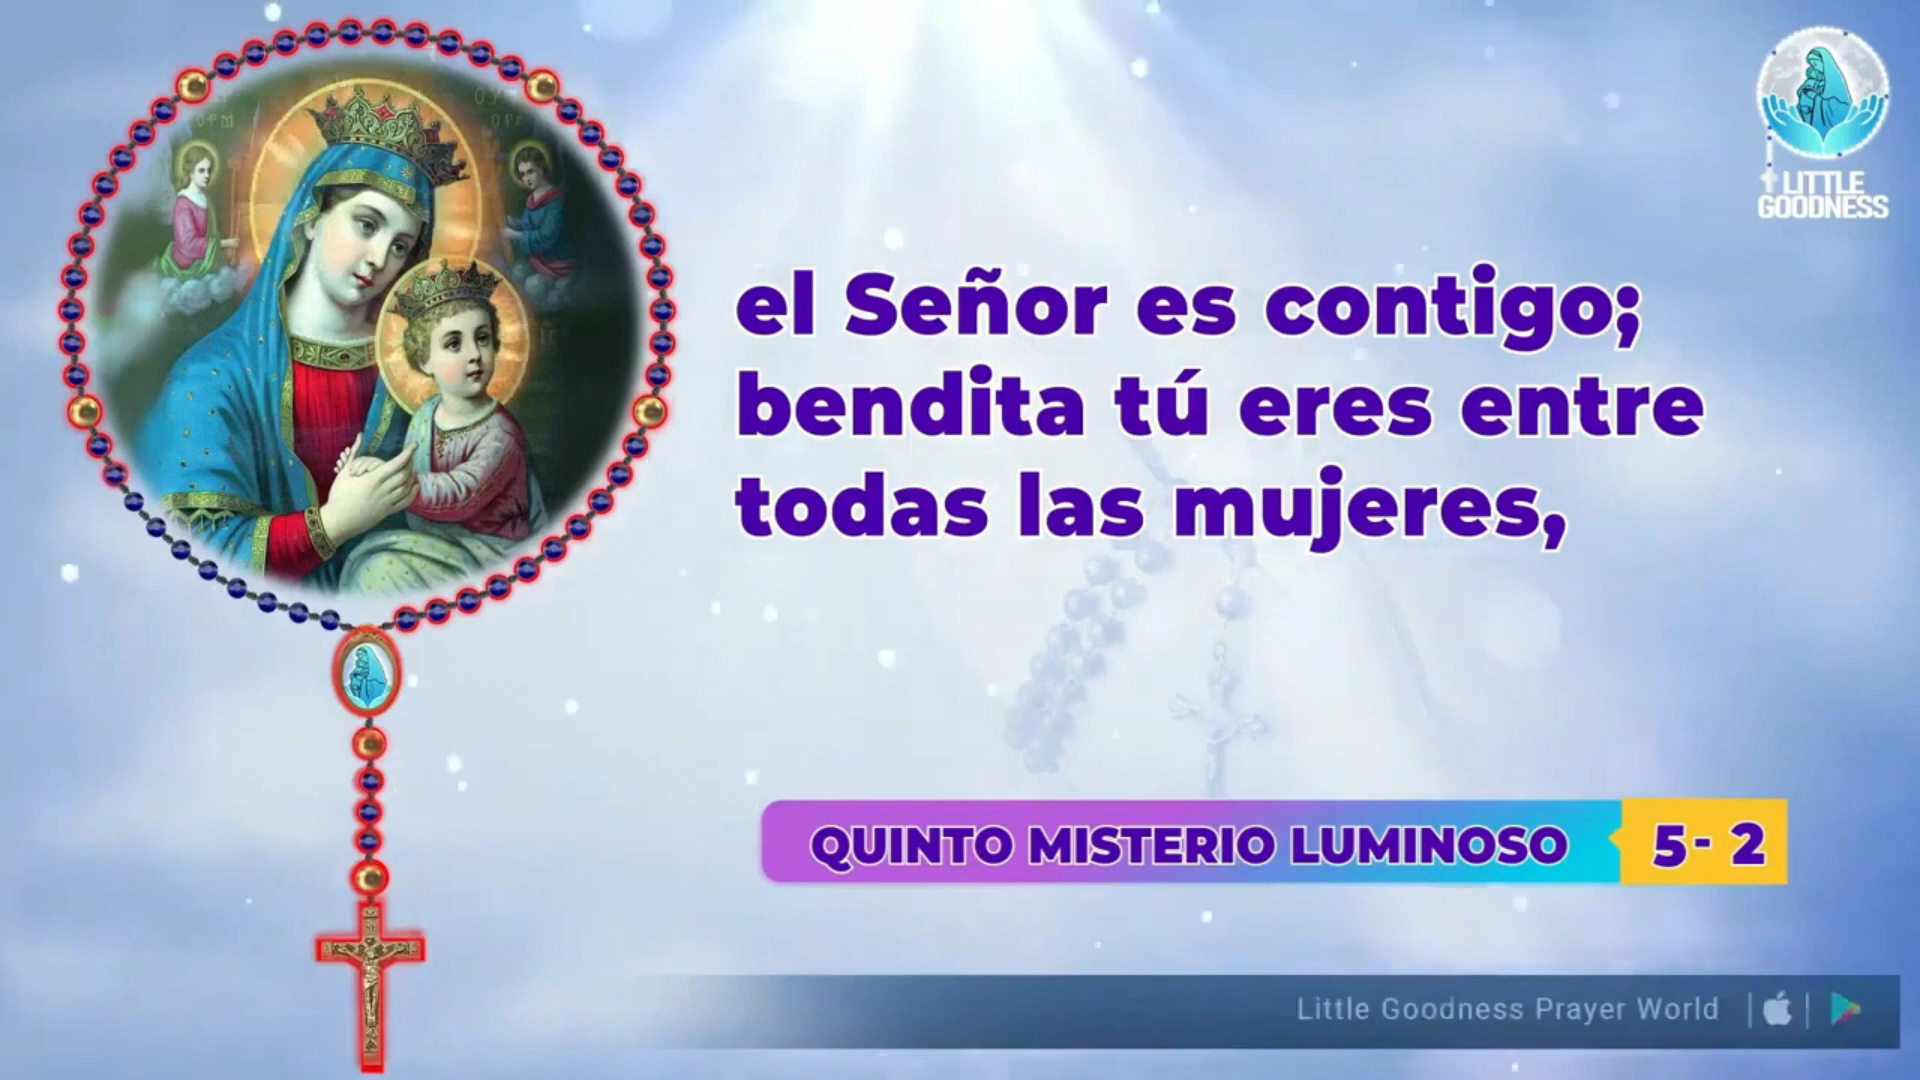 LITTLE
GOODNESS
el Señor es contigo;
bendita tú eres entre
todas las mujeres,
QUINTO MISTERIO LUMINOSO 5- 2
Little Goodness Prayer World